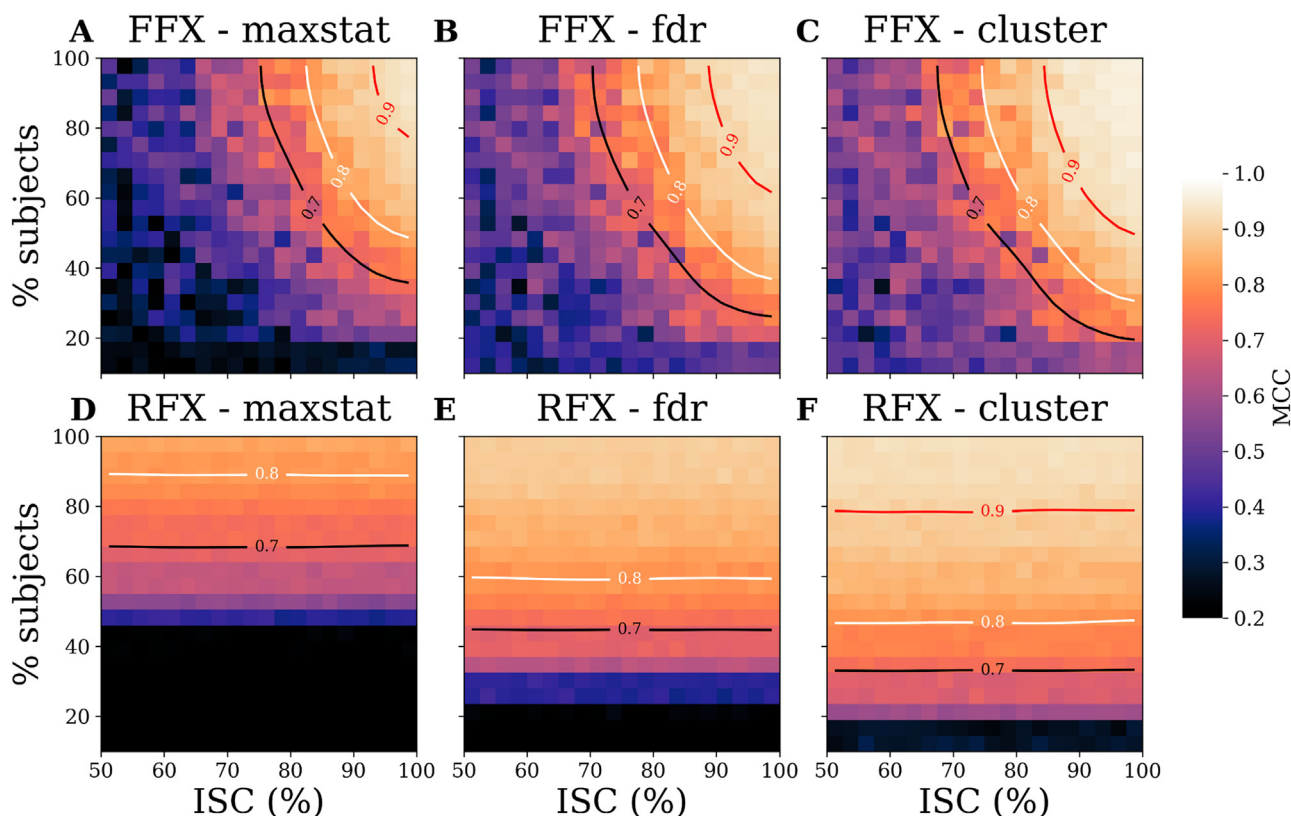 A FFX - maxstat
B FFX - fdr
C FFX - cluster
100
80
60
40
20
% subjects
0.9
0.8
0.7
0.9
0.8
0.7
0.9
0.8
0.7
1.0
0.9
0.8
0.7
0.6
0.5
0.4
0.3
0.2
MCC
D RFX - maxstat
E RFX - fdr
F RFX - cluster
100
80
60
40
20
% subjects
0.8
0.7
0.8
0.7
0.9
0.8
0.7
50 60 70 80 90 100
50 60 70 80 90 100
50 60 70 80 90 100
ISC (%)
ISC (%)
ISC (%)